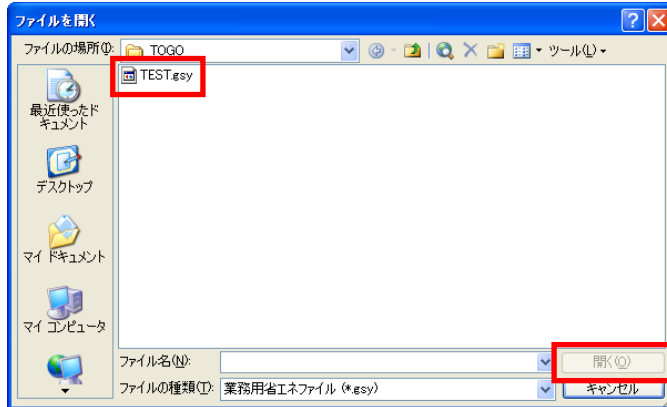 ファイルを開く
ファイルの場所(I):
TOGO
ツール(L)
TEST.gsy
最近使ったド
キュメント
デスクトップ
マイ ドキュメント
マイ コンピュータ
ファイル名(N):
開く(O)
ファイルの種類(T):
業務用省エネファイル (*.gsy)
キャンセル